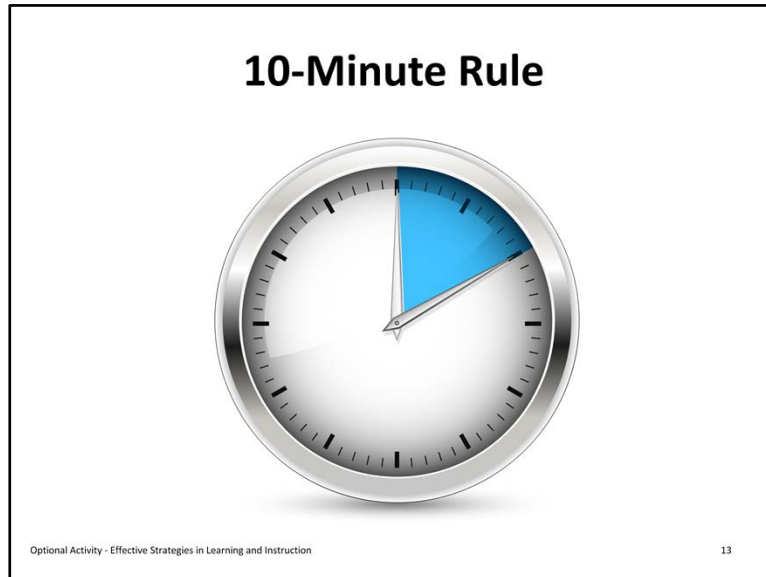 10-Minute Rule
Optional Activity - Effective Strategies in Learning and Instruction
13